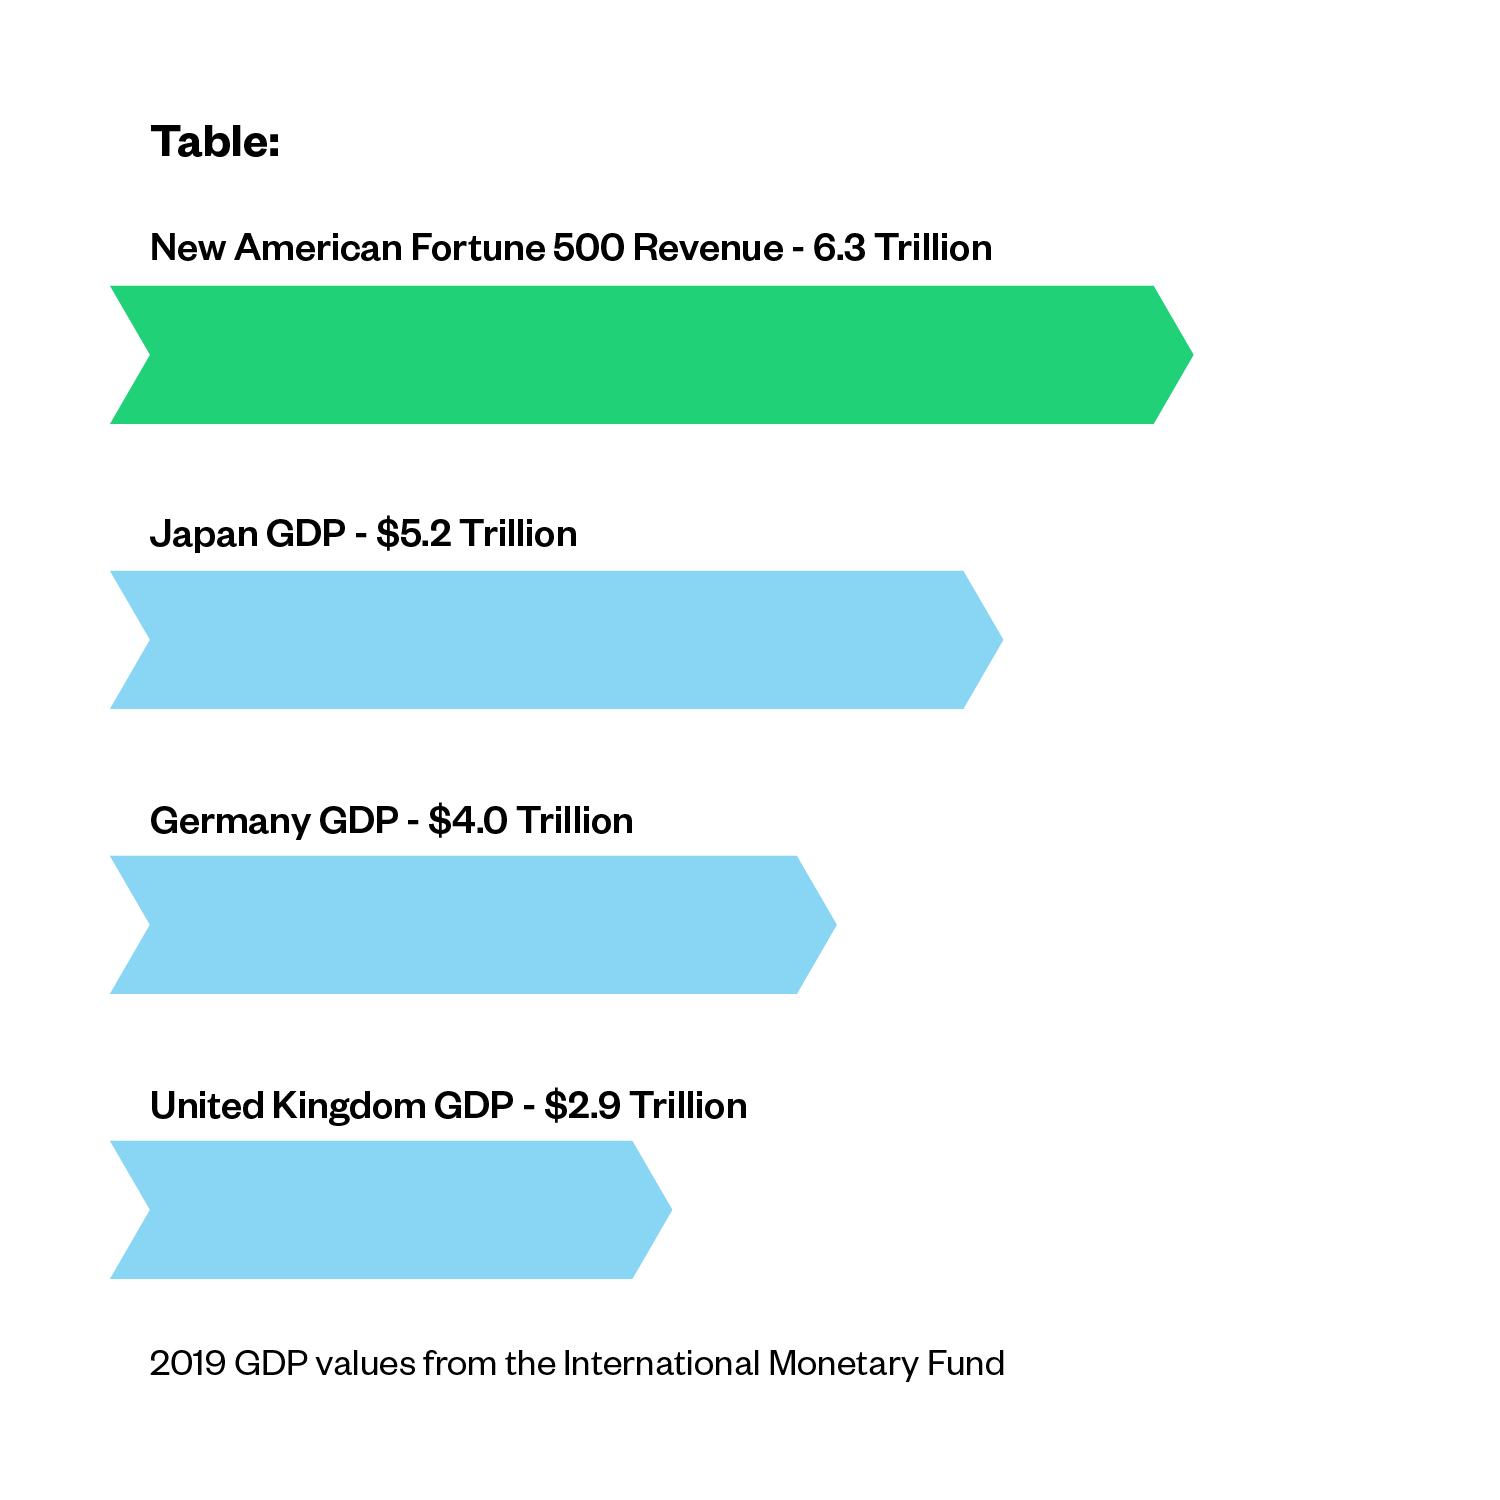 Table:
New American Fortune 500 Revenue - 6.3 Trillion
Japan GDP - $5.2 Trillion
Germany GDP - $4.0 Trillion
United Kingdom GDP - $2.9 Trillion
2019 GDP values from the International Monetary Fund